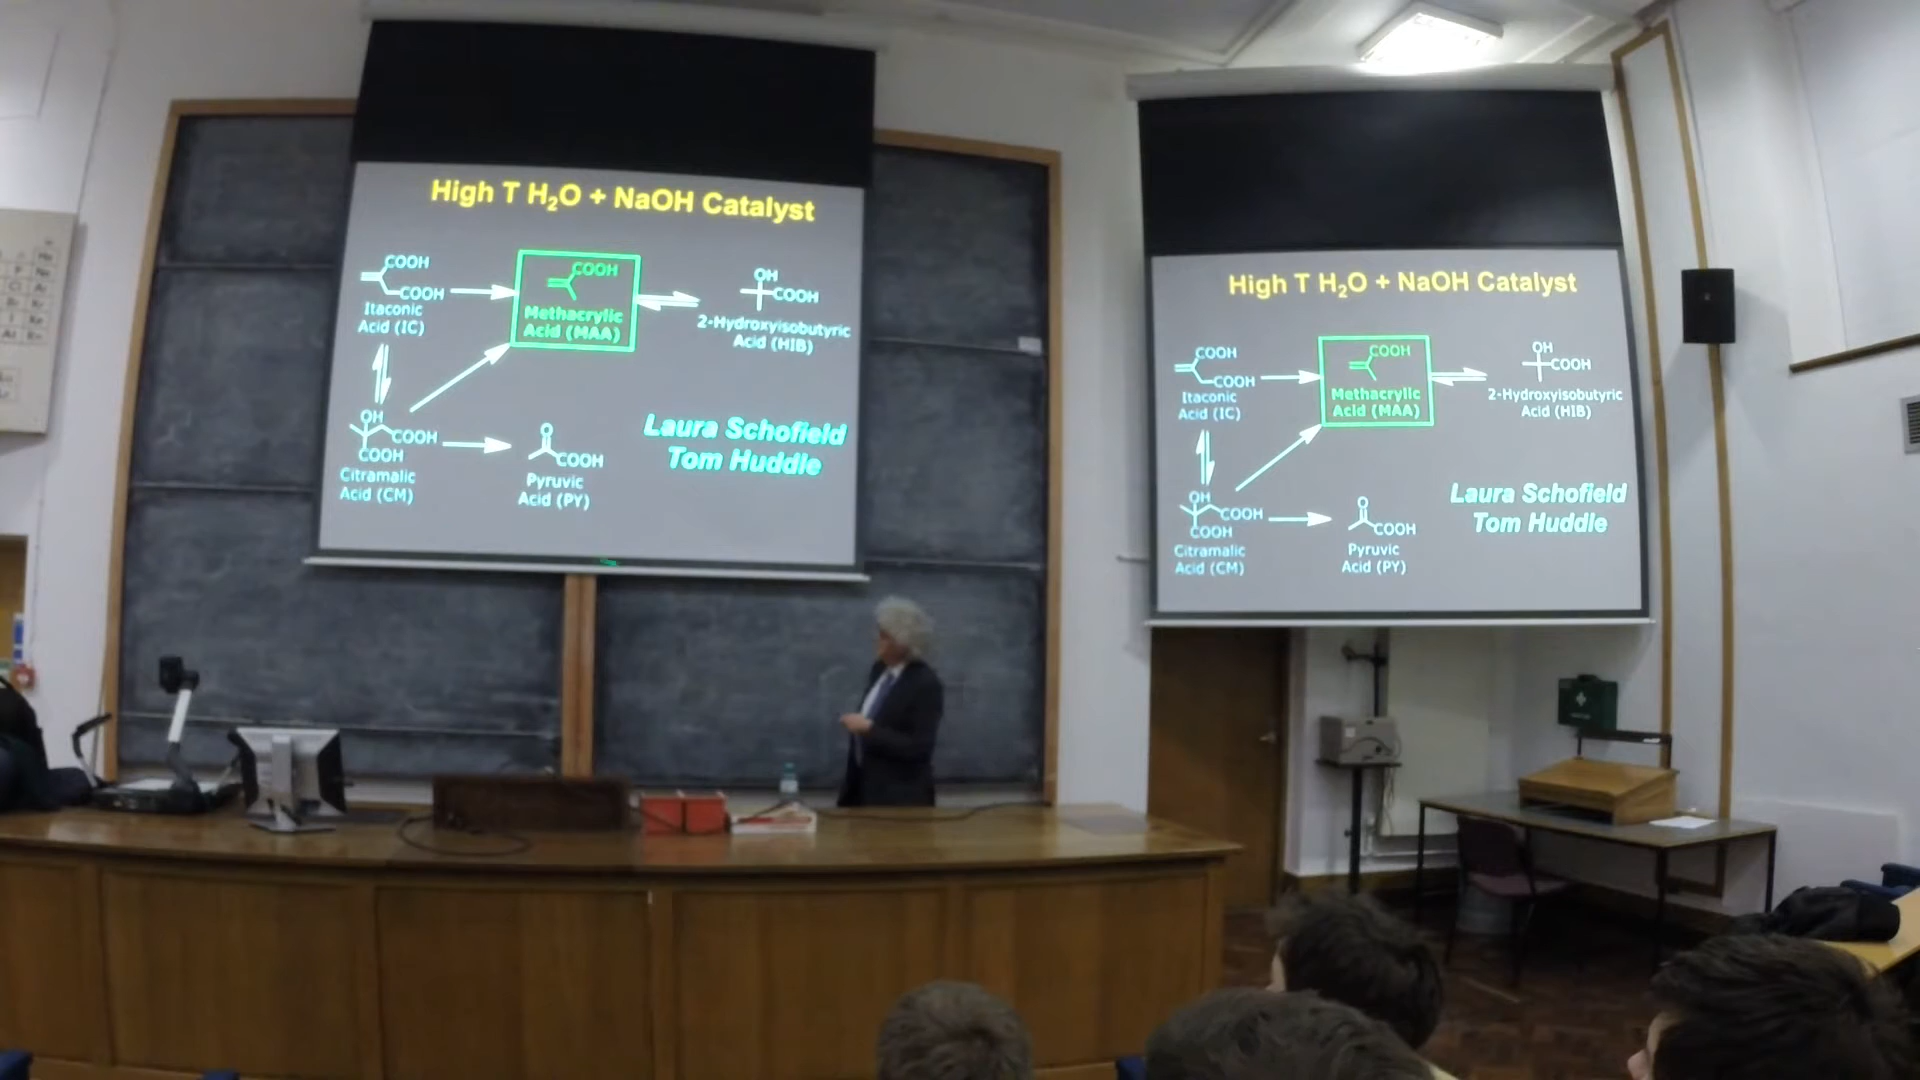 High T H₂O + NaOH Catalyst
COOH
COOH
Itaconic
Acid (IC)
COOH
Methacrylic
Acid (MAA)
OH
COOH
2-Hydroxyisobutyric
Acid (HIB)
OH
COOH
COOH
Citramalic
Acid (CM)
O
COOH
Pyruvic
Acid (PY)
Laura Schofield
Tom Huddle
High T H₂O + NaOH Catalyst
COOH
COOH
Itaconic
Acid (IC)
COOH
Methacrylic
Acid (MAA)
OH
COOH
2-Hydroxyisobutyric
Acid (HIB)
OH
COOH
COOH
Citramalic
Acid (CM)
O
COOH
Pyruvic
Acid (PY)
Laura Schofield
Tom Huddle